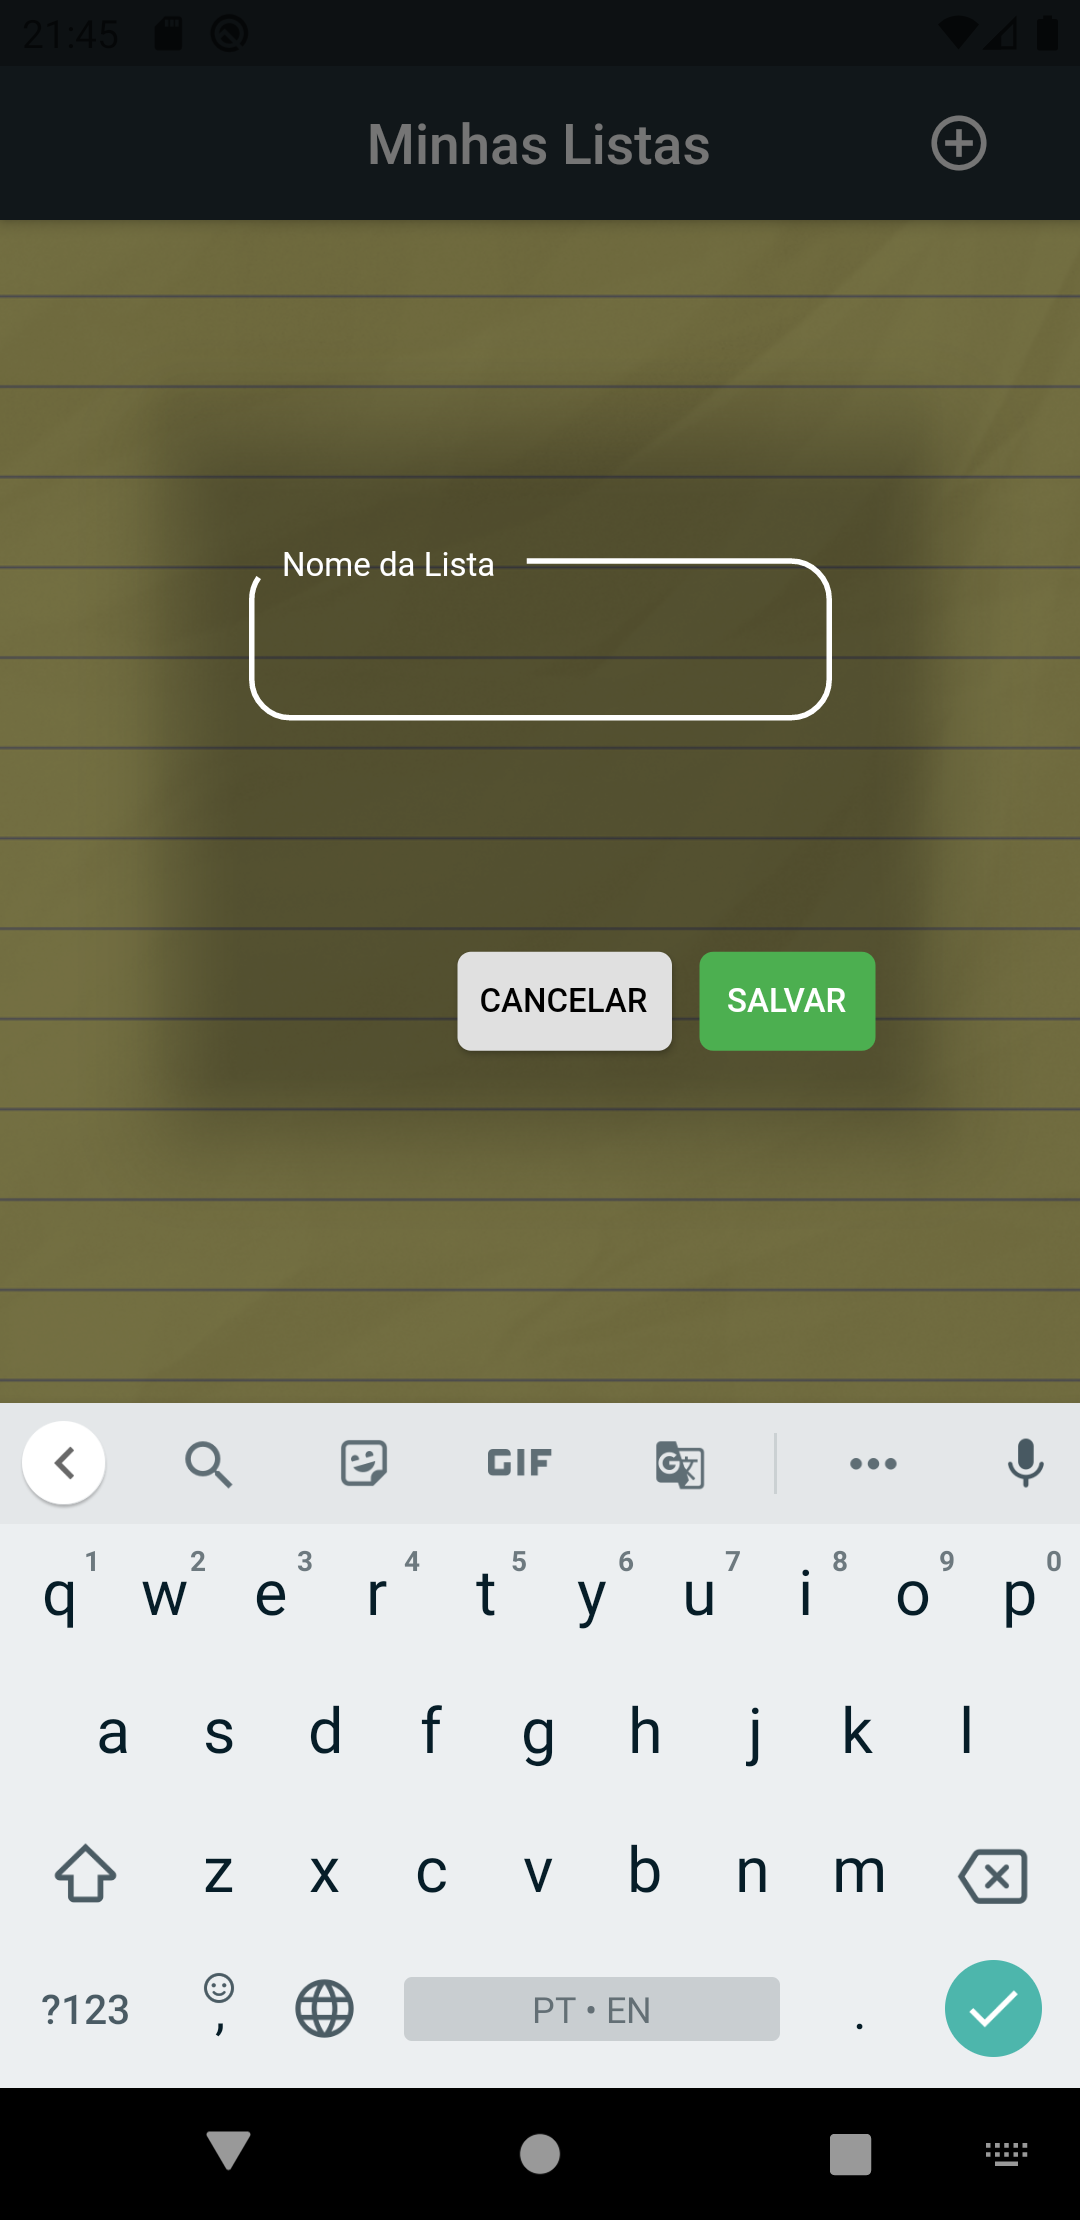 21:45
Minhas Listas
Nome da Lista
CANCELAR SALVAR
GIF G
1 2 3 4 5 6 7 8 9 0
q w e r t y u i o p
a s d f g h j k l
z x c v b n m
?123 , PT • EN .